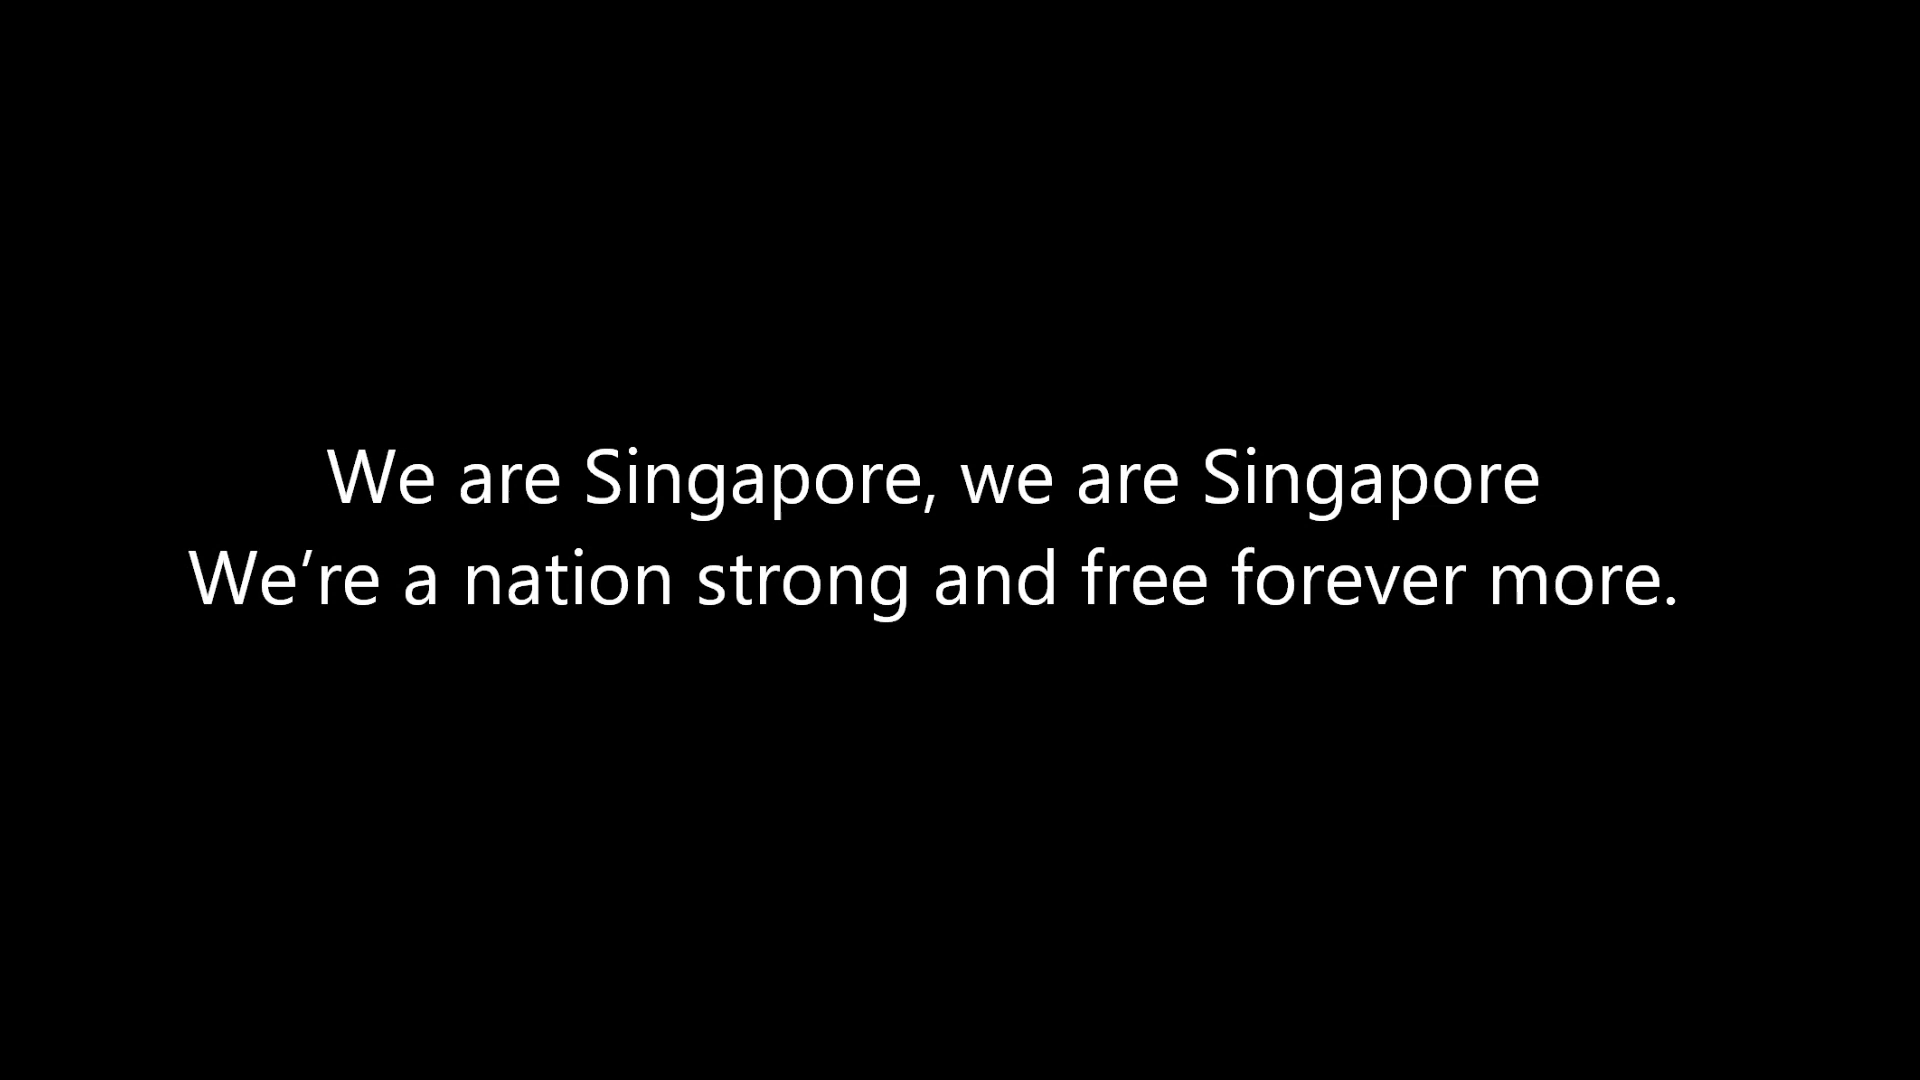 We are Singapore, we are Singapore
We’re a nation strong and free forever more.